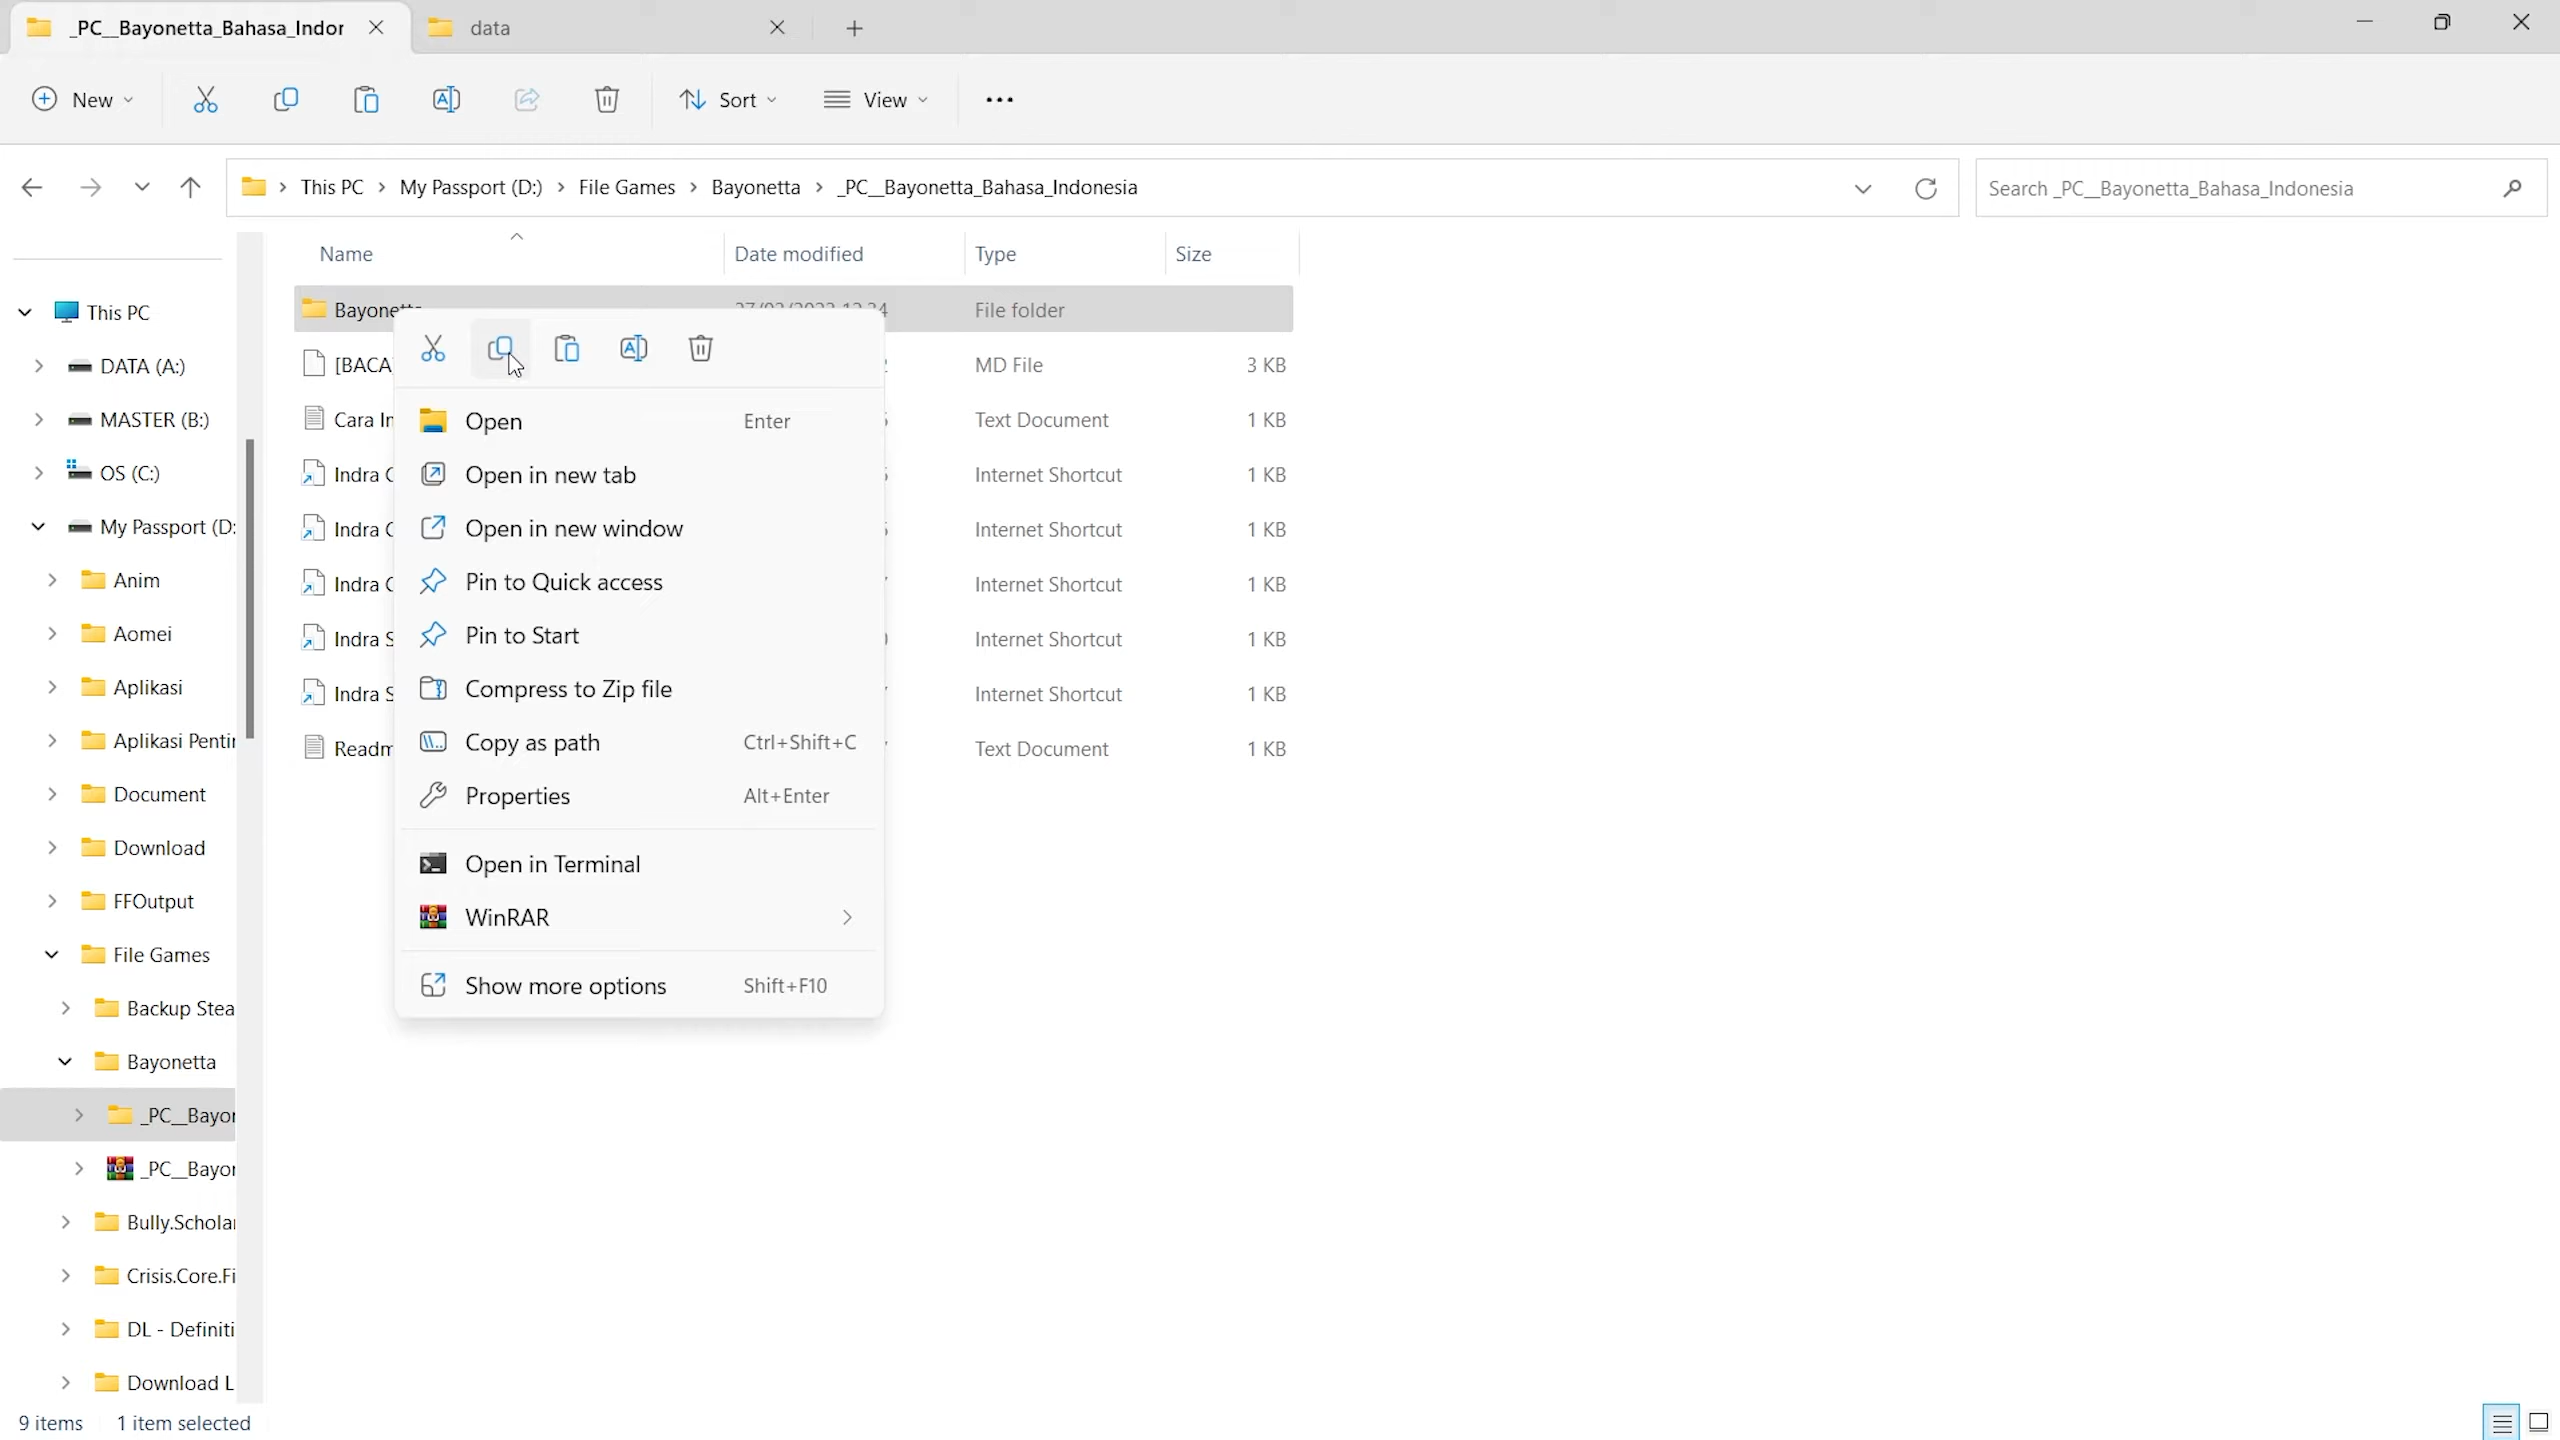 _PC__Bayonetta_Bahasa_Indor
data
New
Sort
View
This PC > My Passport (D:) > File Games > Bayonetta > _PC__Bayonetta_Bahasa_Indonesia
Search _PC__Bayonetta_Bahasa_Indonesia
Name Date modified Type Size
This PC
DATA (A:)
MASTER (B:)
OS (C:)
My Passport (D:
Anim
Aomei
Aplikasi
Aplikasi Pentir
Document
Download
FFOutput
File Games
Backup Stea
Bayonetta
_PC__Bayor
_PC__Bayor
Bully.Scholar
Crisis.Core.Fi
DL - Definiti
Download L
Bayonetta File folder
[BACA MD File 3 KB
Cara In Text Document 1 KB
Indra Internet Shortcut 1 KB
Indra Internet Shortcut 1 KB
Indra Internet Shortcut 1 KB
Indra S Internet Shortcut 1 KB
Indra S Internet Shortcut 1 KB
Readm Text Document 1 KB
Open Enter
Open in new tab
Open in new window
Pin to Quick access
Pin to Start
Compress to Zip file
Copy as path Ctrl+Shift+C
Properties Alt+Enter
Open in Terminal
WinRAR
Show more options Shift+F10
9 items 1 item selected